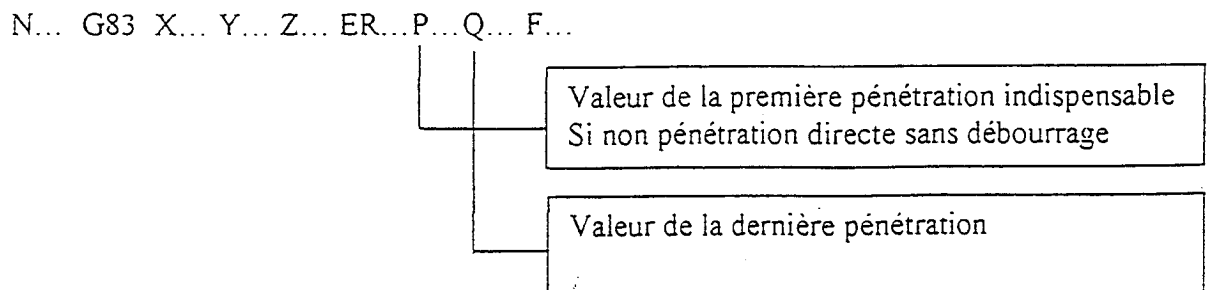 N... G83 X... Y... Z... ER...P...Q... F...
Valeur de la première pénétration indispensable
Si non pénétration directe sans débourrage
Valeur de la dernière pénétration